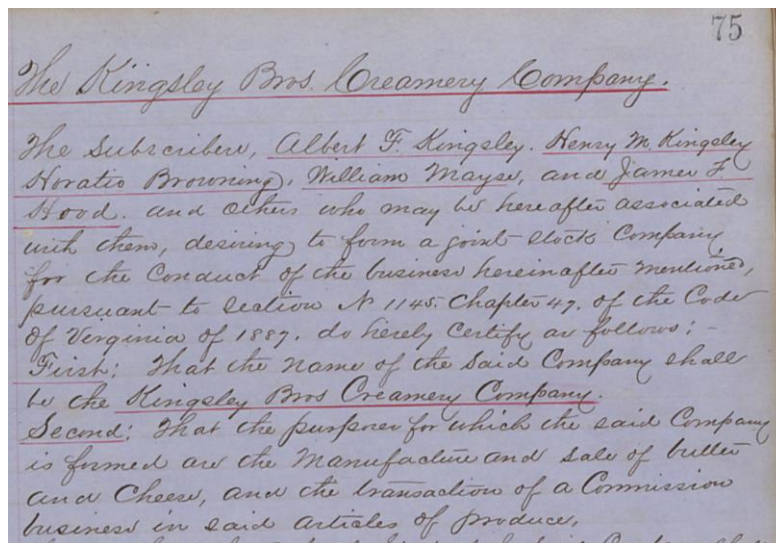 75
The Kingsley Bros. Creamery Company.
The Subscribers, Albert F. Kingsley. Henry M. Kingsley
Horatio Browning, William Mayse, and James F.
Hood. and others who may be hereafter associated
with them, desiring to form a joint stock Company
for the Conduct of the business hereinafter mentioned,
pursuant to section N 1145. Chapter 47. of the Code
of Virginia of 1887. do hereby Certify as follows: -
First: That the Name of the Said Company shall
be the Kingsley Bros Creamery Company.
Second: That the purposes for which the said Company
is formed are the Manufacture and Sale of butter
and Cheese, and the transaction of a Commission
business in said articles of produce,